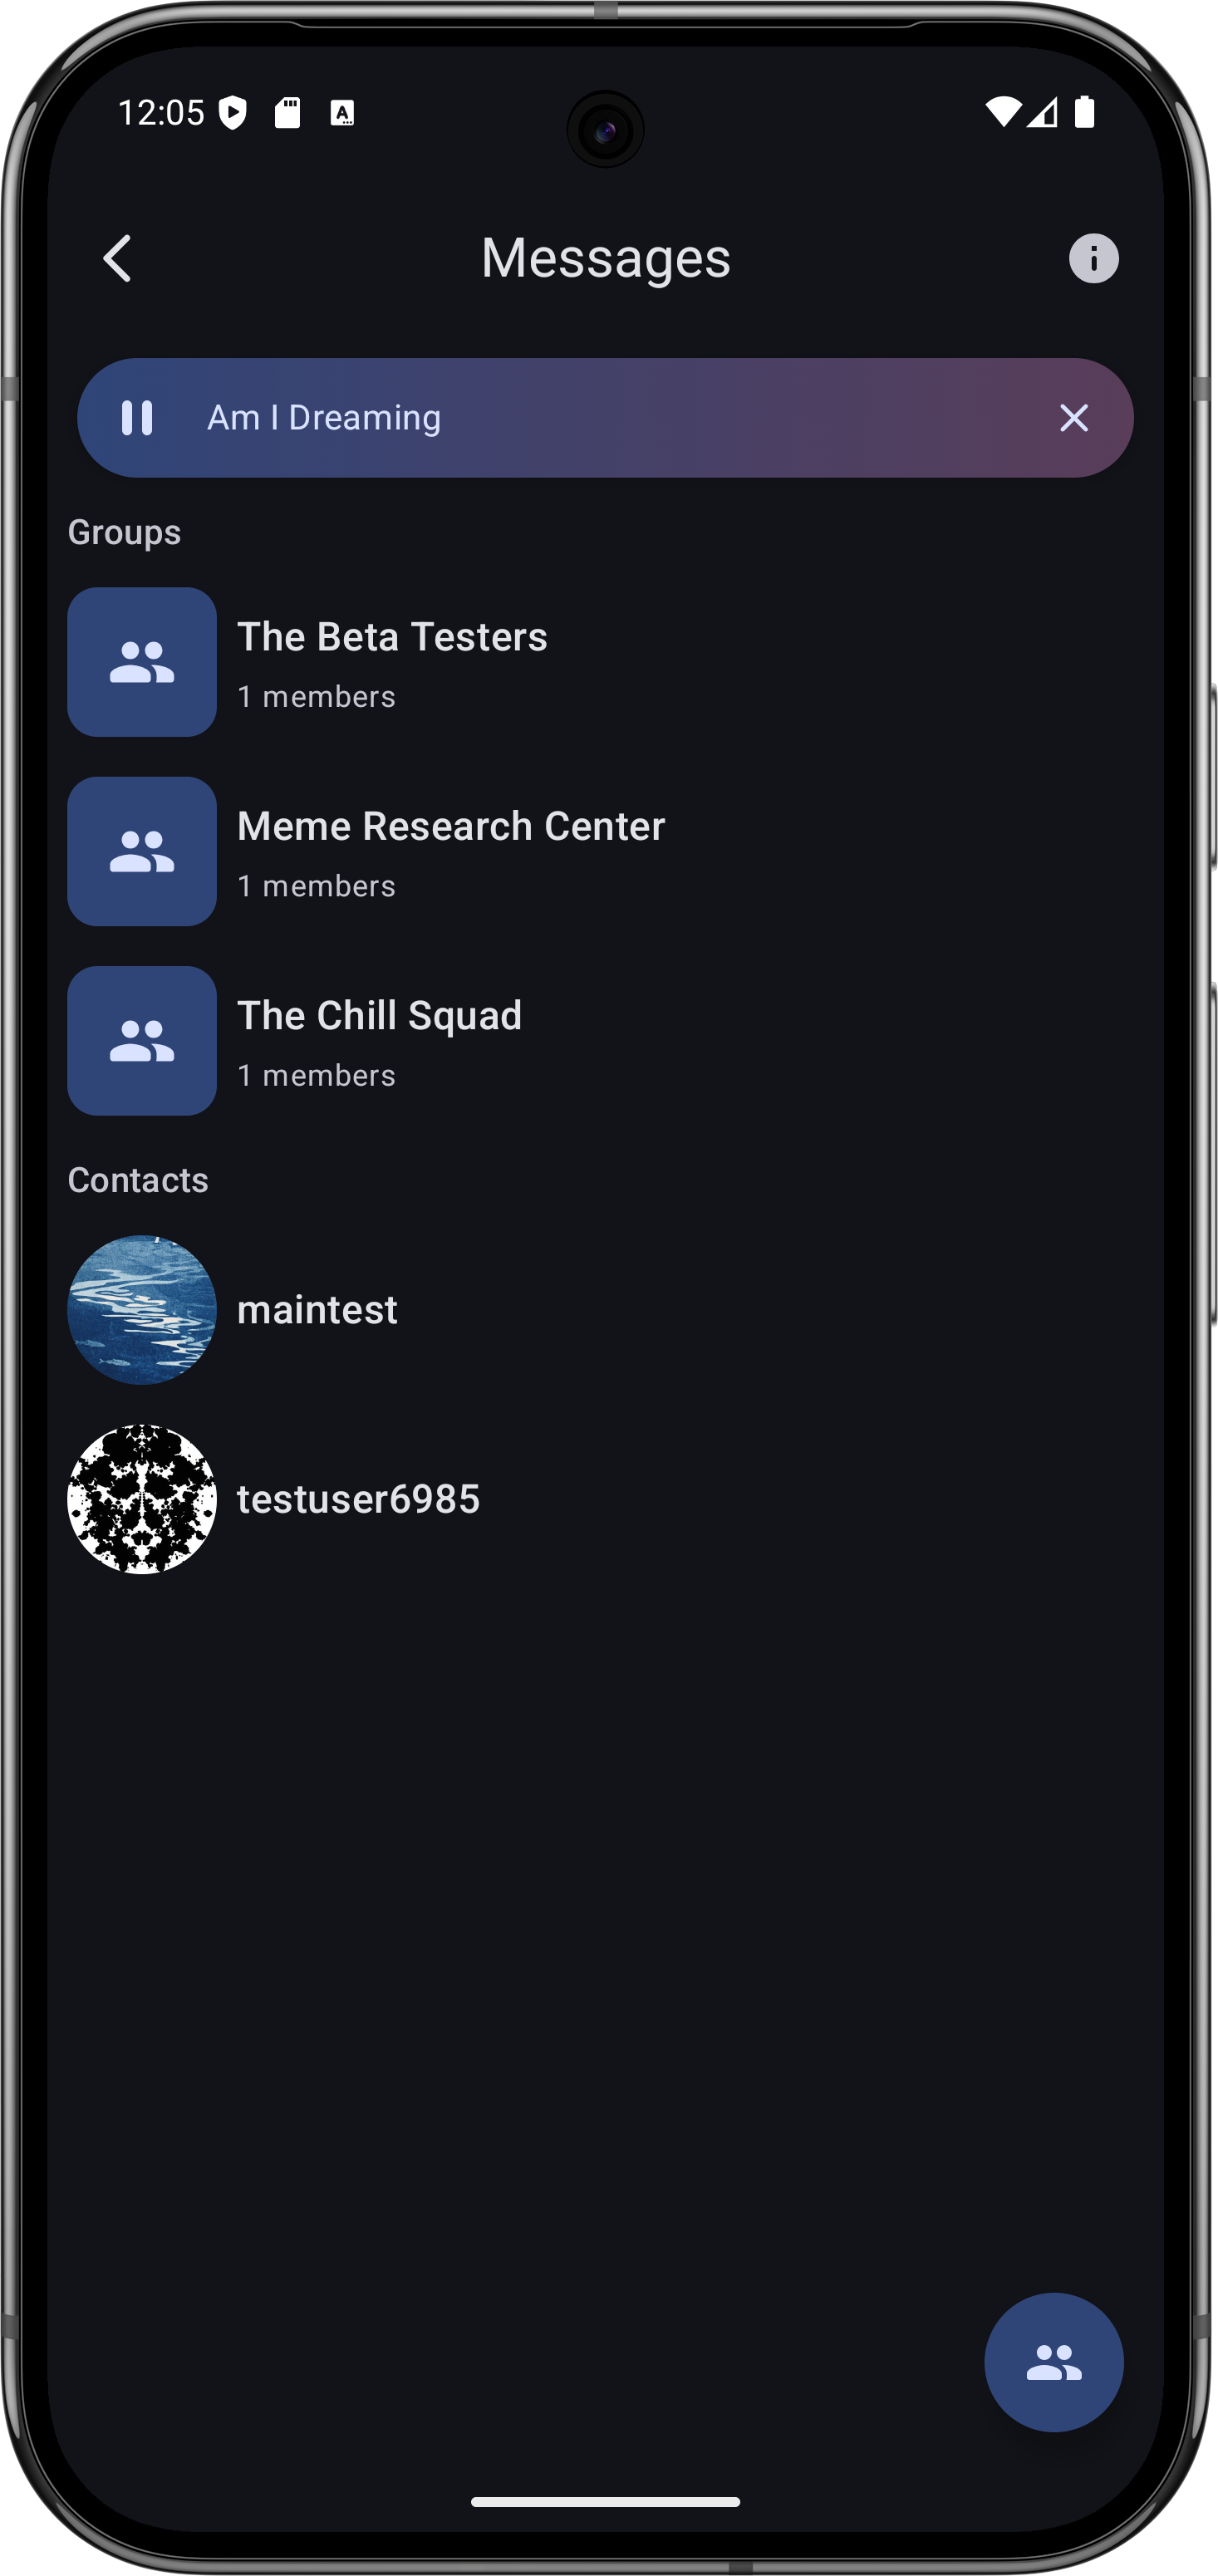 12:05
Messages
Am I Dreaming
Groups
The Beta Testers
1 members
Meme Research Center
1 members
The Chill Squad
1 members
Contacts
maintest
testuser6985